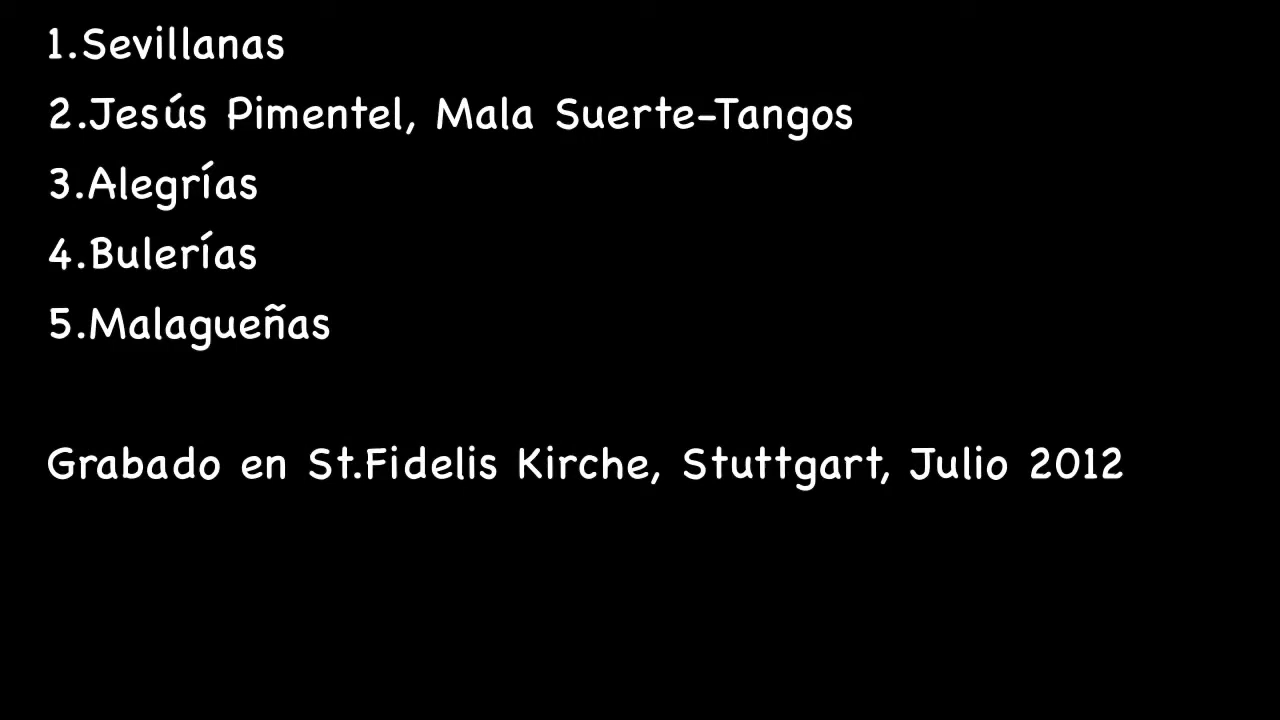 1.Sevillanas
2.Jesús Pimentel, Mala Suerte-Tangos
3.Alegrías
4.Bulerías
5.Malagueñas
Grabado en St.Fidelis Kirche, Stuttgart, Julio 2012